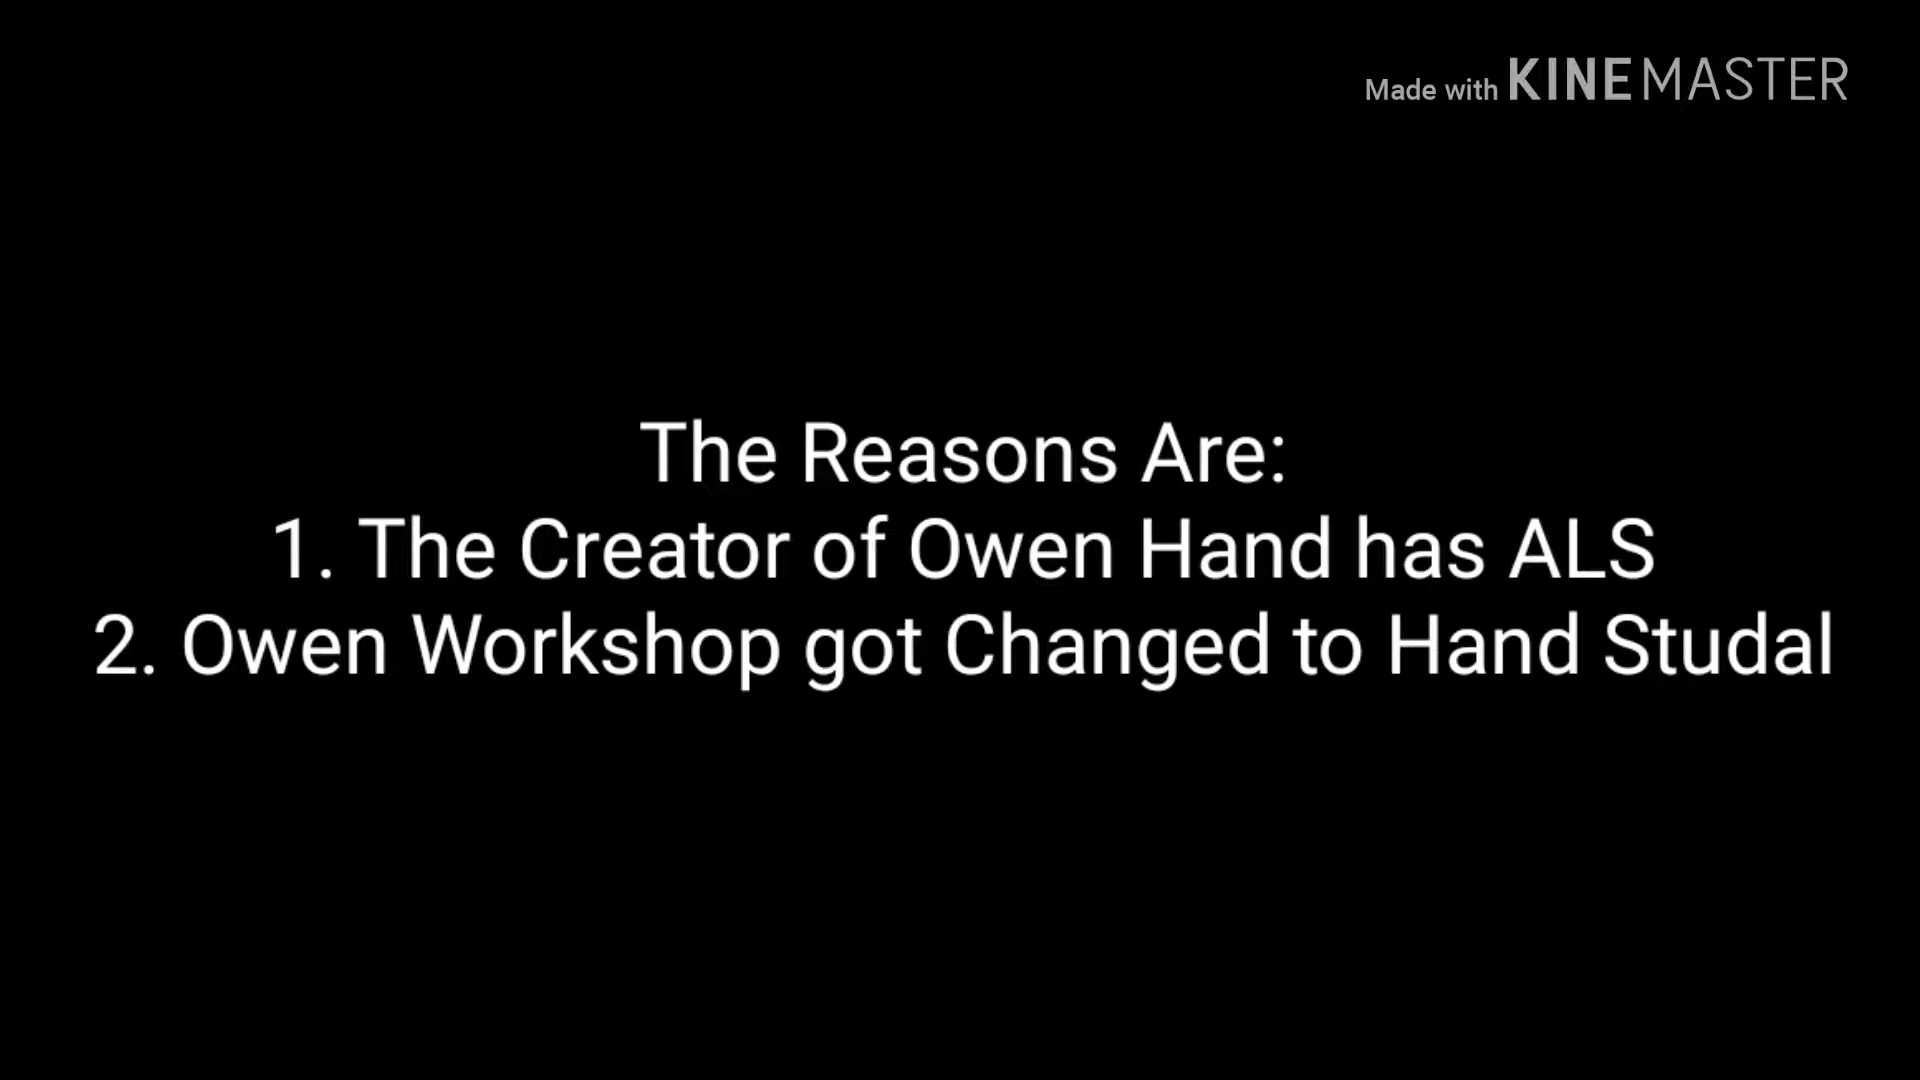 Made with KINEMASTER
The Reasons Are:
1. The Creator of Owen Hand has ALS
2. Owen Workshop got Changed to Hand Studal